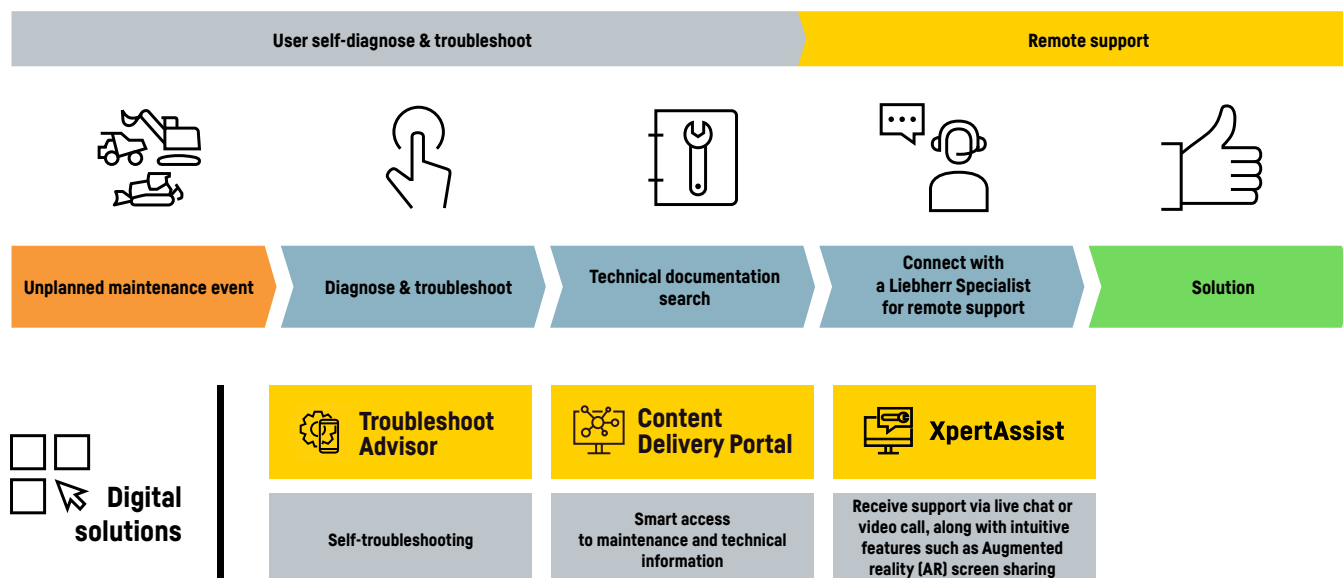 User self-diagnose & troubleshoot
Remote support
Unplanned maintenance event
Diagnose & troubleshoot
Technical documentation
search
Connect with
a Liebherr Specialist
for remote support
Solution
Digital
solutions
Troubleshoot
Advisor
Content
Delivery Portal
XpertAssist
Self-troubleshooting
Smart access
to maintenance and technical
information
Receive support via live chat or
video call, along with intuitive
features such as Augmented
reality (AR) screen sharing